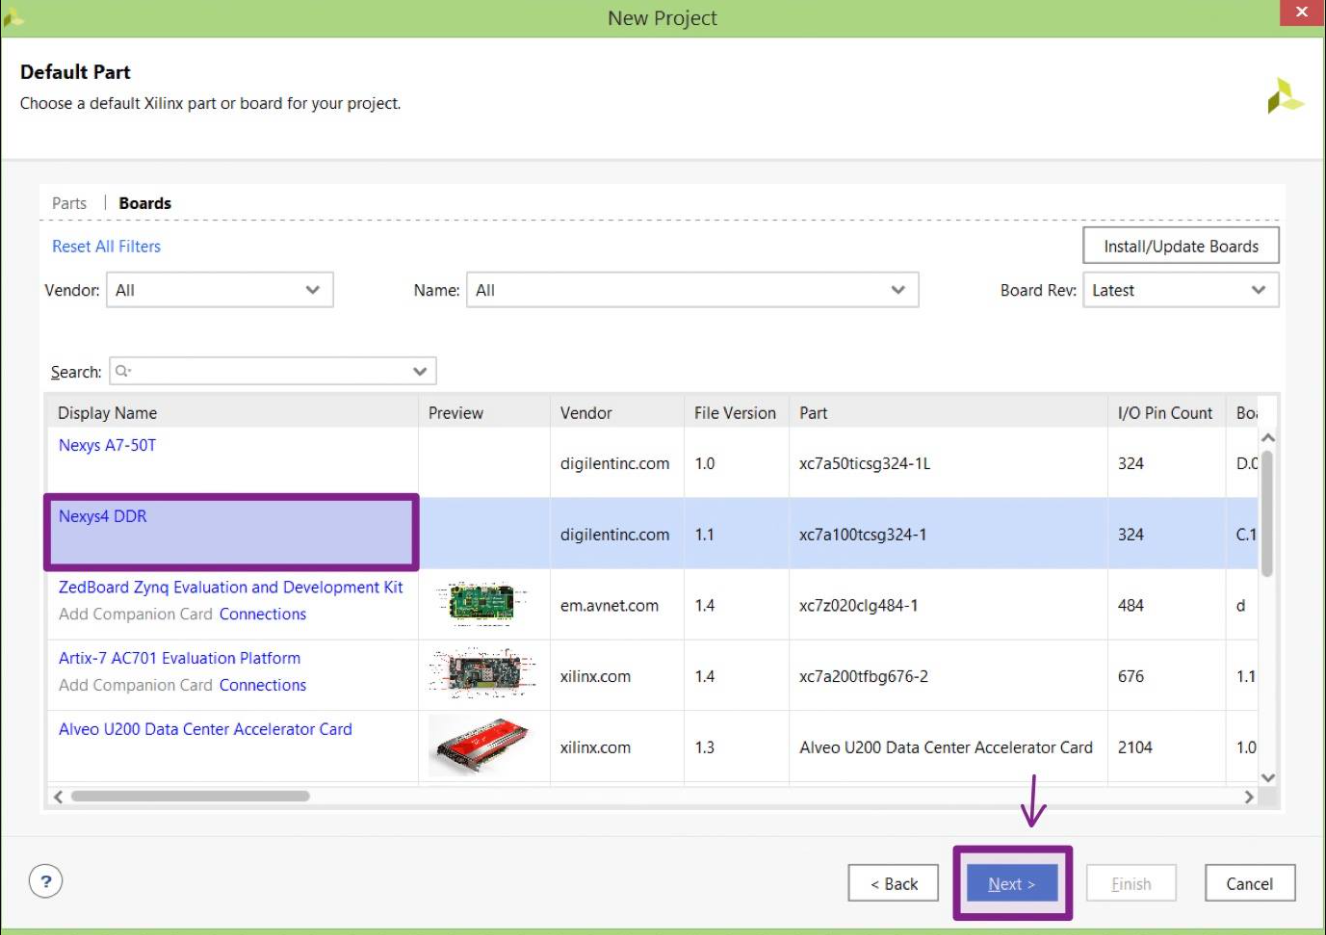 New Project
Default Part
Choose a default Xilinx part or board for your project.
Parts | Boards
Reset All Filters
Install/Update Boards
Vendor: All Name: All Board Rev: Latest
Search:
Display Name Preview Vendor File Version Part I/O Pin Count
Nexys A7-50T digilentinc.com 1.0 xc7a50ticsg324-1L 324
Nexys4 DDR digilentinc.com 1.1 xc7a100tcsg324-1 324 C.1
ZedBoard Zynq Evaluation and Development Kit
Add Companion Card Connections em.avnet.com 1.4 xc7z020clg484-1 484 d
Artix-7 AC701 Evaluation Platform
Add Companion Card Connections xilinx.com 1.4 xc7a200tfbg676-2 676 1.1
Alveo U200 Data Center Accelerator Card xilinx.com 1.3 Alveo U200 Data Center Accelerator Card 2104 1.0
? < Back Next > Finish Cancel